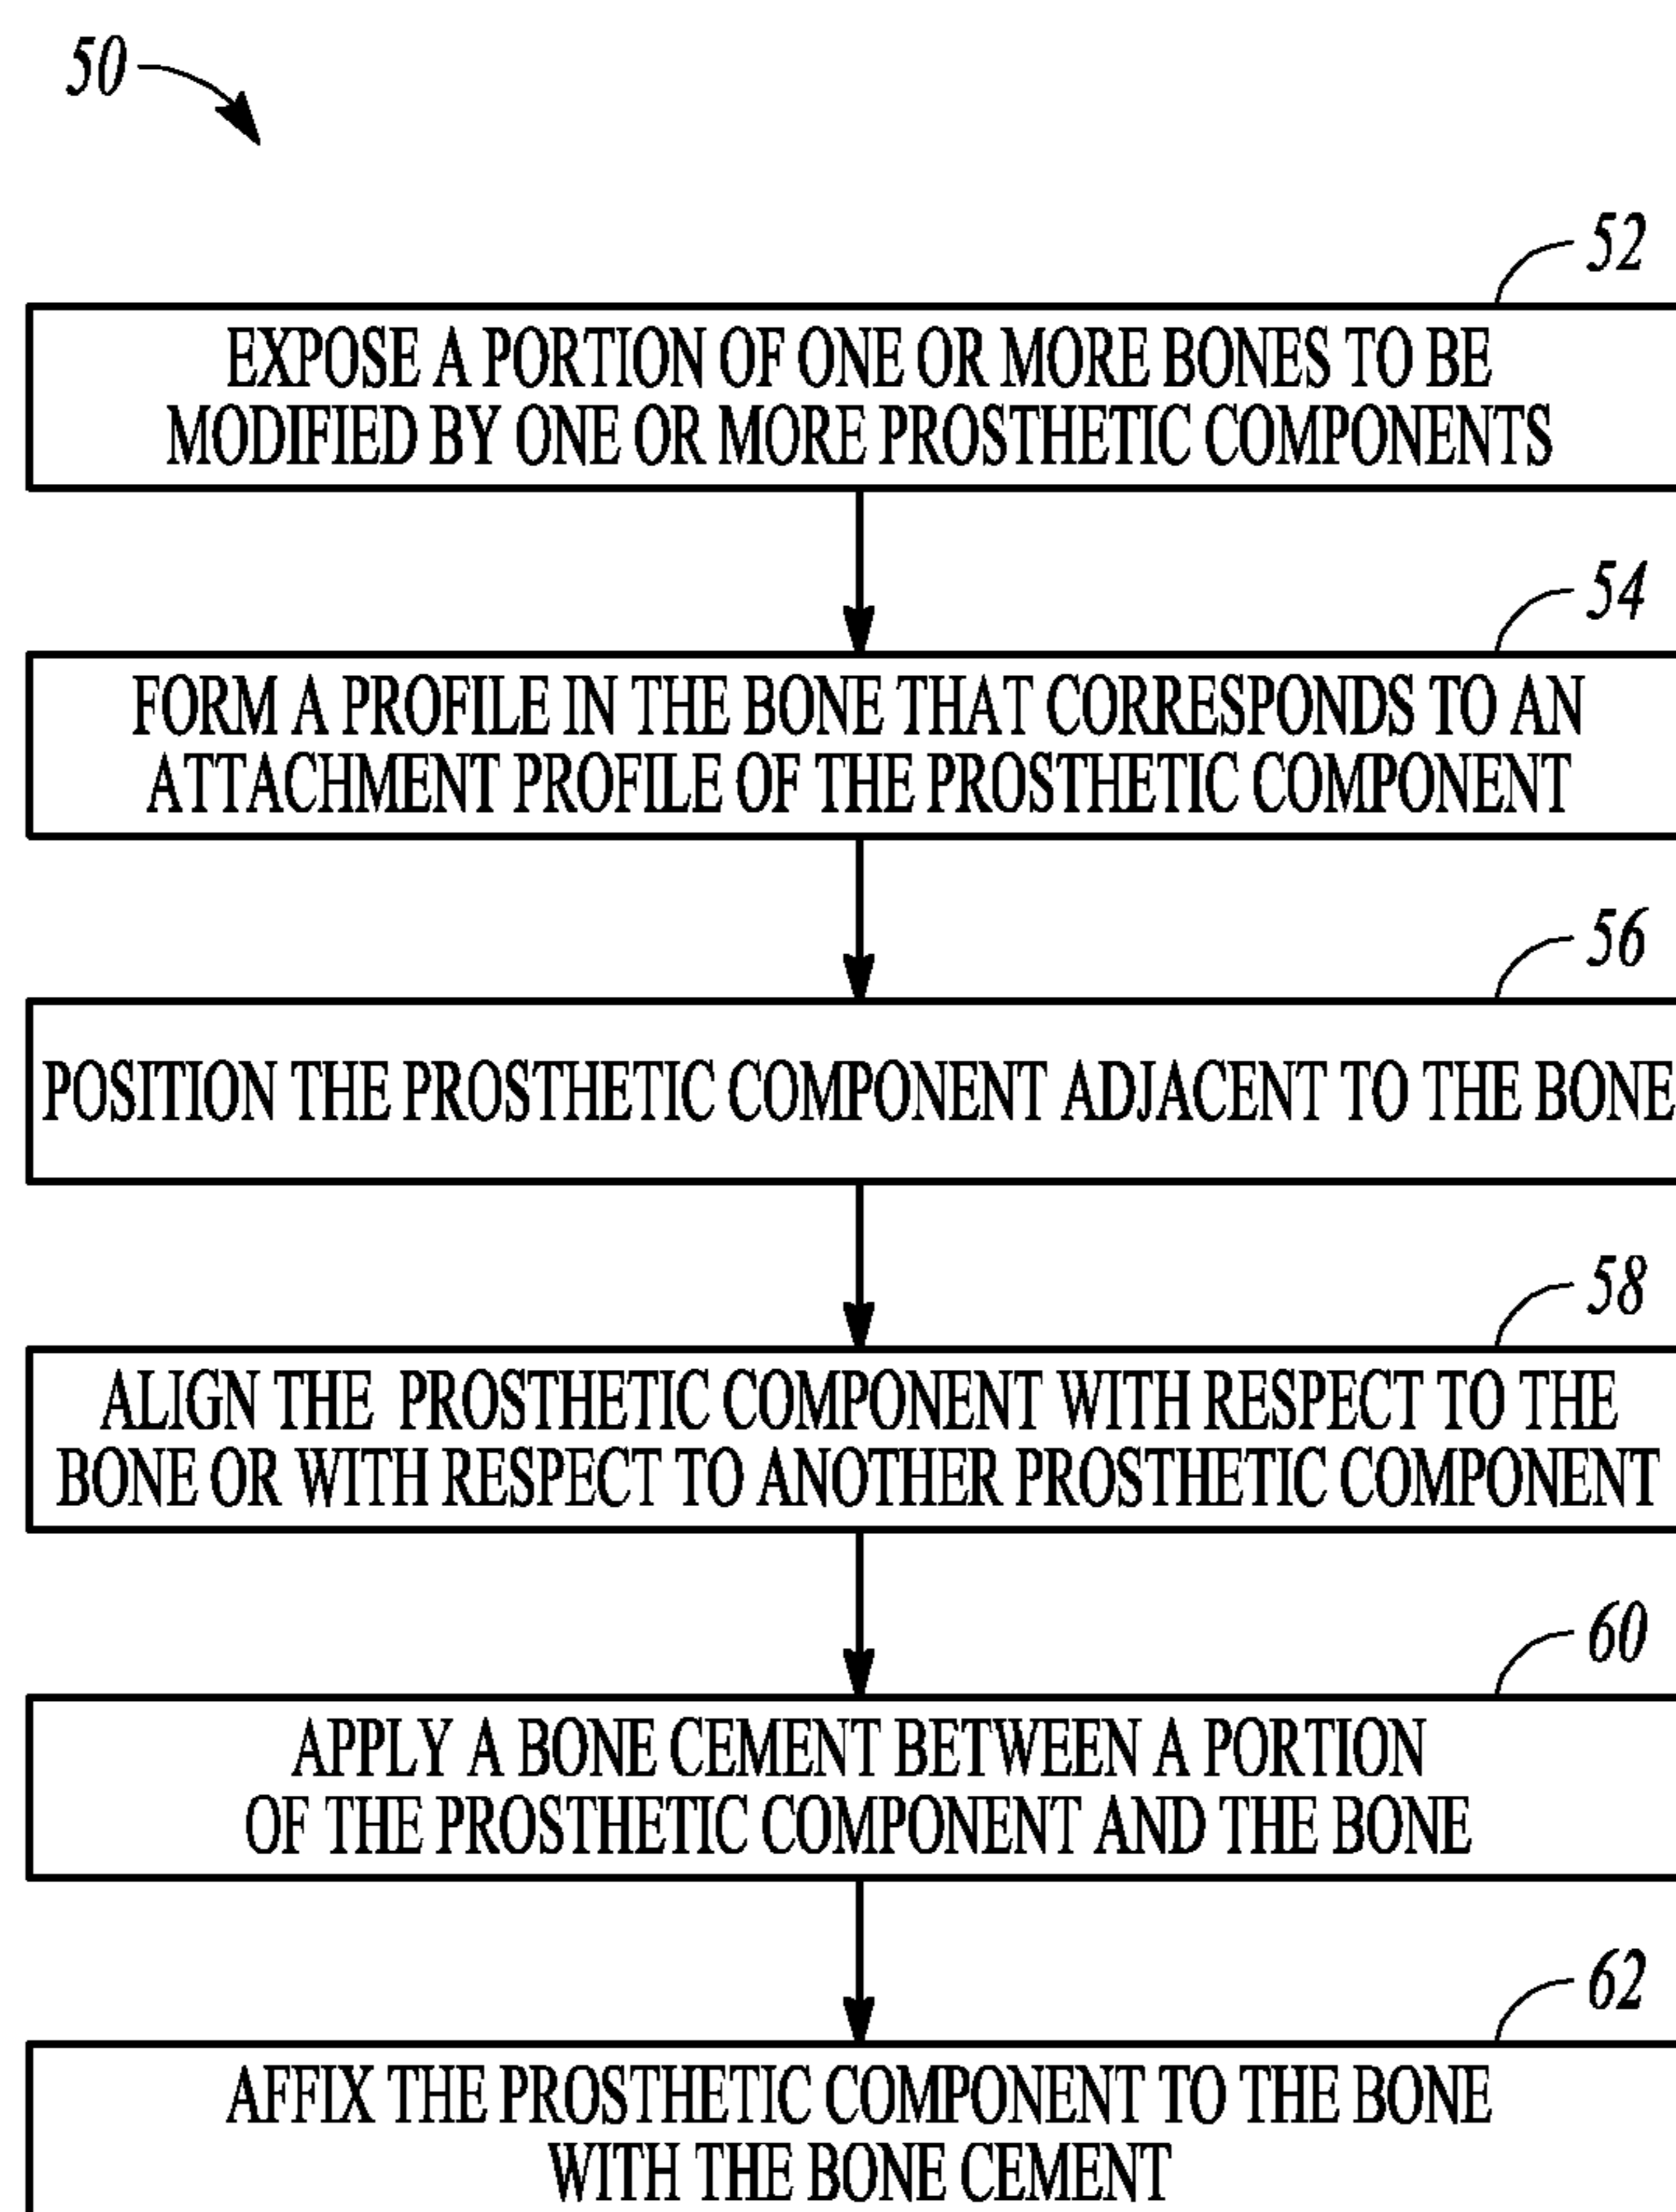 50
52
EXPOSE A PORTION OF ONE OR MORE BONES TO BE
MODIFIED BY ONE OR MORE PROSTHETIC COMPONENTS
54
FORM A PROFILE IN THE BONE THAT CORRESPONDS TO AN
ATTACHMENT PROFILE OF THE PROSTHETIC COMPONENT
56
POSITION THE PROSTHETIC COMPONENT ADJACENT TO THE BONE
58
ALIGN THE PROSTHETIC COMPONENT WITH RESPECT TO THE
BONE OR WITH RESPECT TO ANOTHER PROSTHETIC COMPONENT
60
APPLY A BONE CEMENT BETWEEN A PORTION
OF THE PROSTHETIC COMPONENT AND THE BONE
62
AFFIX THE PROSTHETIC COMPONENT TO THE BONE
WITH THE BONE CEMENT